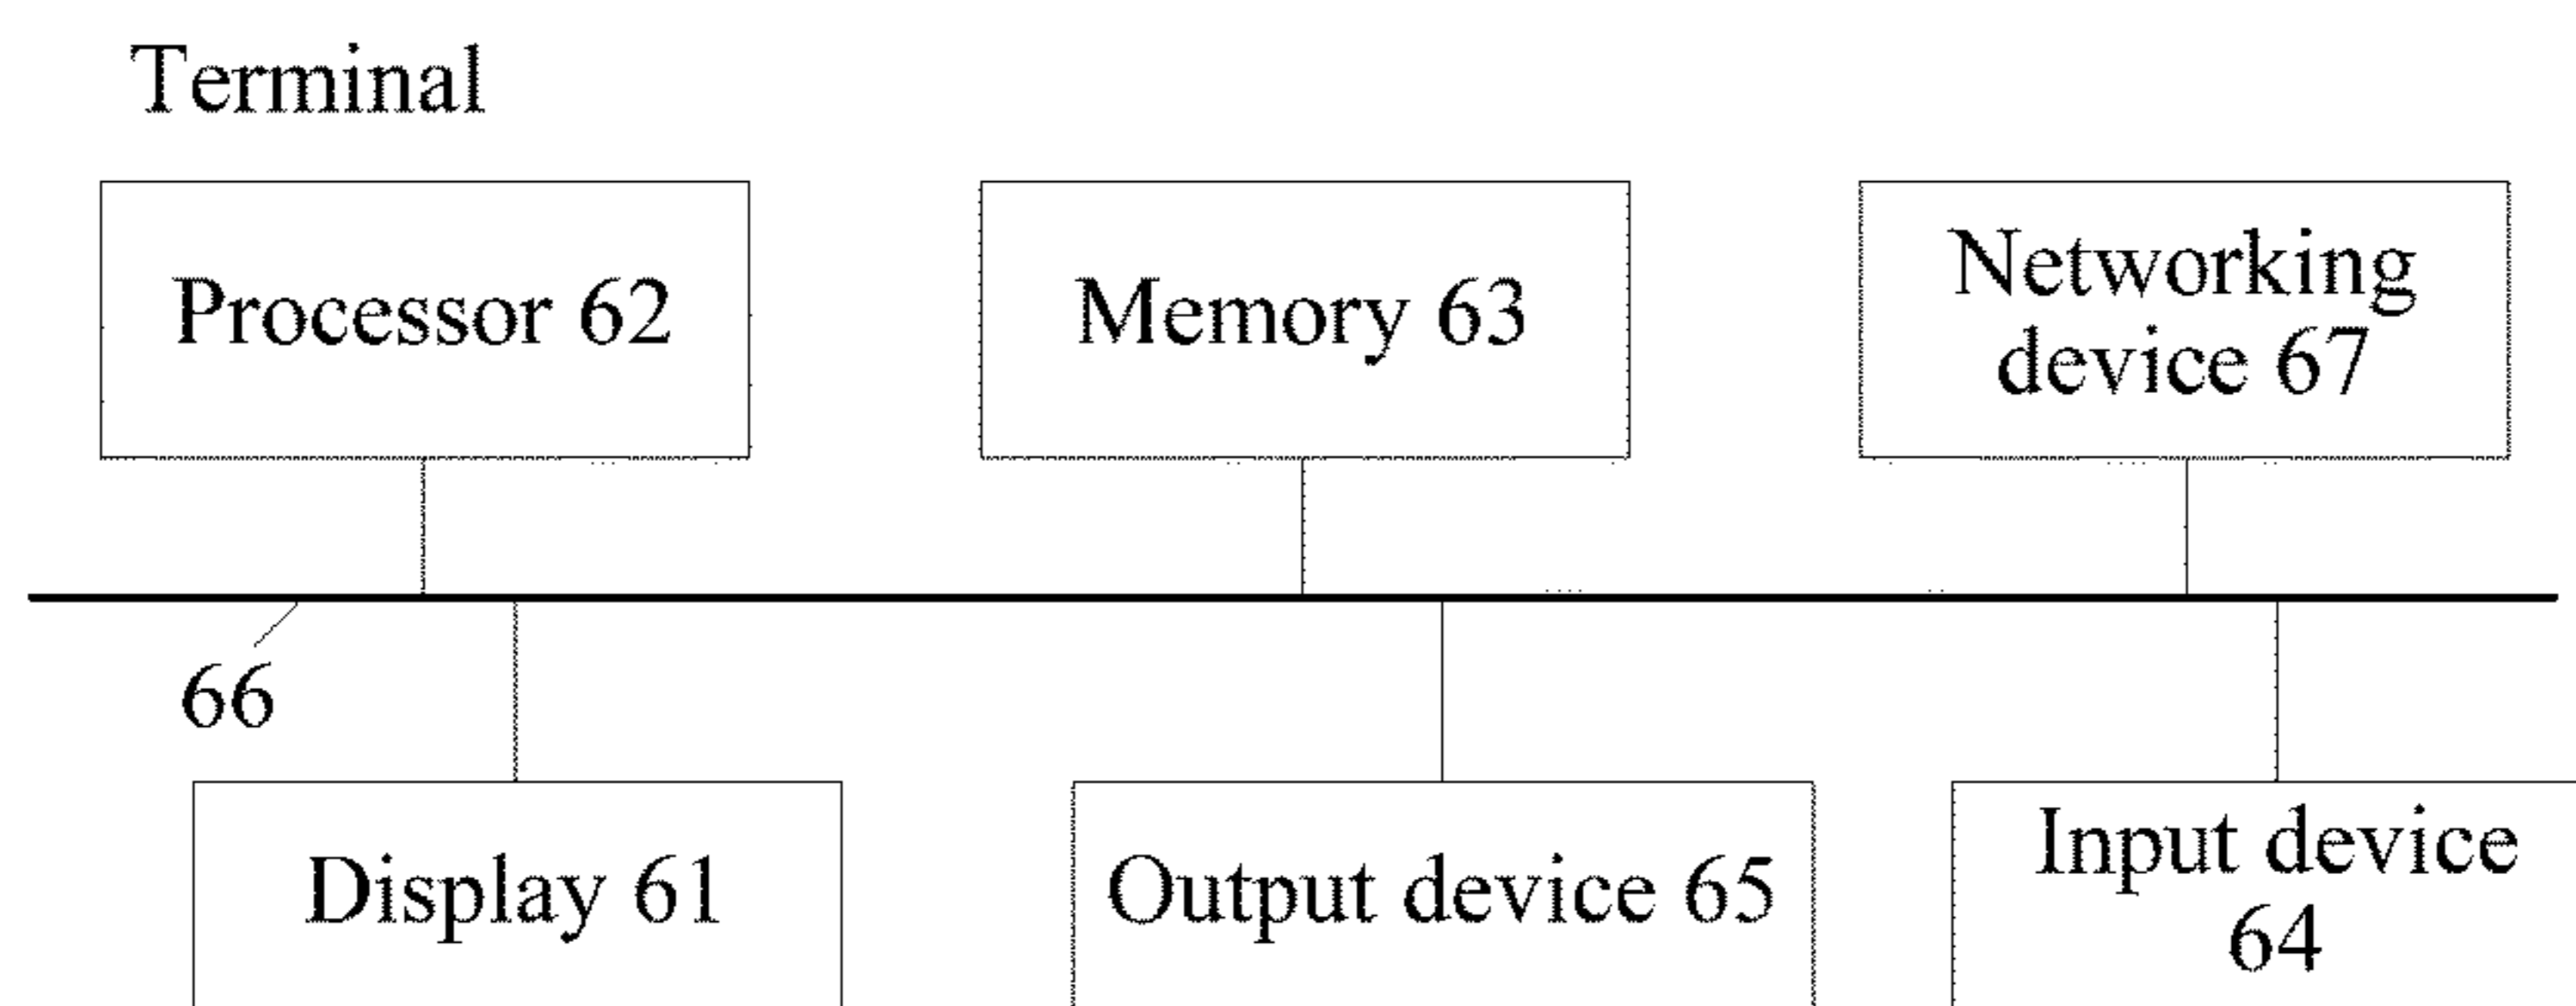 Terminal
Processor 62
Memory 63
Networking
device 67
66
Display 61
Output device 65
Input device
64